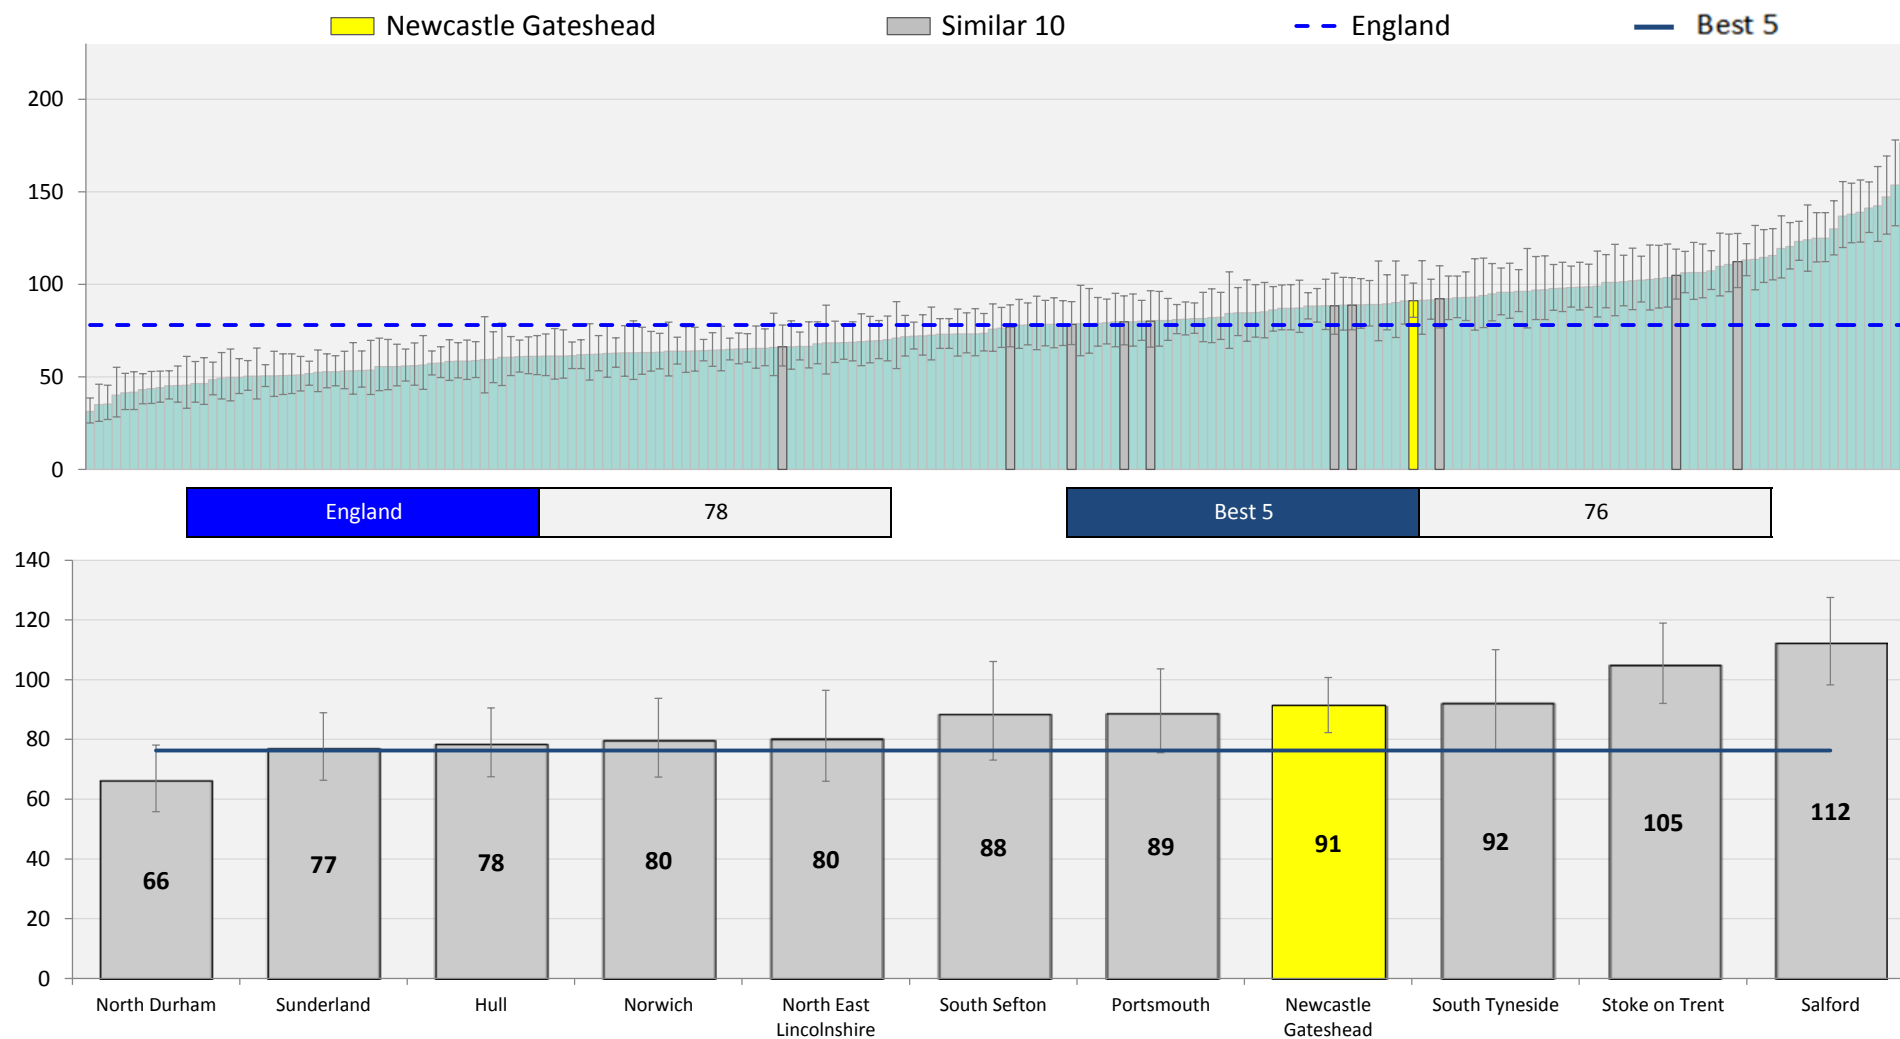 Newcastle Gateshead Similar 10 England Best 5
200
150
100
50
0
England 78 Best 5 76
140
120
100
80
60
40
20
0
66 77 78 80 80 88 89 91 92 105 112
North Durham Sunderland Hull Norwich North East South Sefton Portsmouth Newcastle South Tyneside Stoke on Trent Salford
Lincolnshire Gateshead